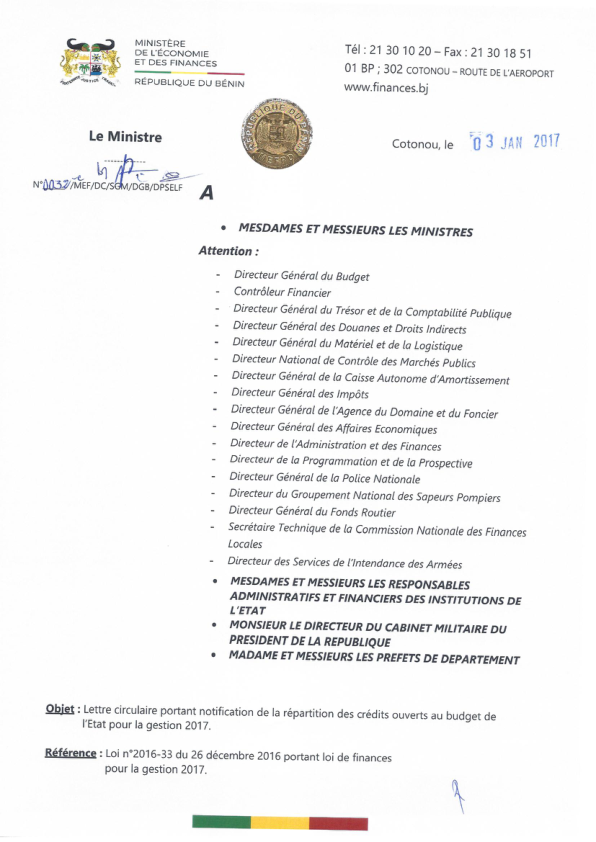 MINISTÈRE
DE L'ÉCONOMIE
ET DES FINANCES
RÉPUBLIQUE DU BÉNIN
Tél : 21 30 10 20 – Fax : 21 30 18 51
01 BP ; 302 COTONOU – ROUTE DE L'AEROPORT
www.finances.bj
RÉPUBLIQUE DU BENIN
Le Ministre
Cotonou, le 03 JAN 2017
N°0032/MEF/DC/SGM/DGB/DPSELF
A
• MESDAMES ET MESSIEURS LES MINISTRES
Attention :
- Directeur Général du Budget
- Contrôleur Financier
- Directeur Général du Trésor et de la Comptabilité Publique
- Directeur Général des Douanes et Droits Indirects
- Directeur Général du Matériel et de la Logistique
- Directeur National de Contrôle des Marchés Publics
- Directeur Général de la Caisse Autonome d'Amortissement
- Directeur Général des Impôts
- Directeur Général de l'Agence du Domaine et du Foncier
- Directeur Général des Affaires Economiques
- Directeur de l'Administration et des Finances
- Directeur de la Programmation et de la Prospective
- Directeur Général de la Police Nationale
- Directeur du Groupement National des Sapeurs Pompiers
- Directeur Général du Fonds Routier
- Secrétaire Technique de la Commission Nationale des Finances
Locales
- Directeur des Services de l'Intendance des Armées
• MESDAMES ET MESSIEURS LES RESPONSABLES
ADMINISTRATIFS ET FINANCIERS DES INSTITUTIONS DE
L'ETAT
• MONSIEUR LE DIRECTEUR DU CABINET MILITAIRE DU
PRESIDENT DE LA REPUBLIQUE
• MADAME ET MESSIEURS LES PREFETS DE DEPARTEMENT
Objet : Lettre circulaire portant notification de la répartition des crédits ouverts au budget de
l'Etat pour la gestion 2017.
Référence : Loi n°2016-33 du 26 décembre 2016 portant loi de finances
pour la gestion 2017.